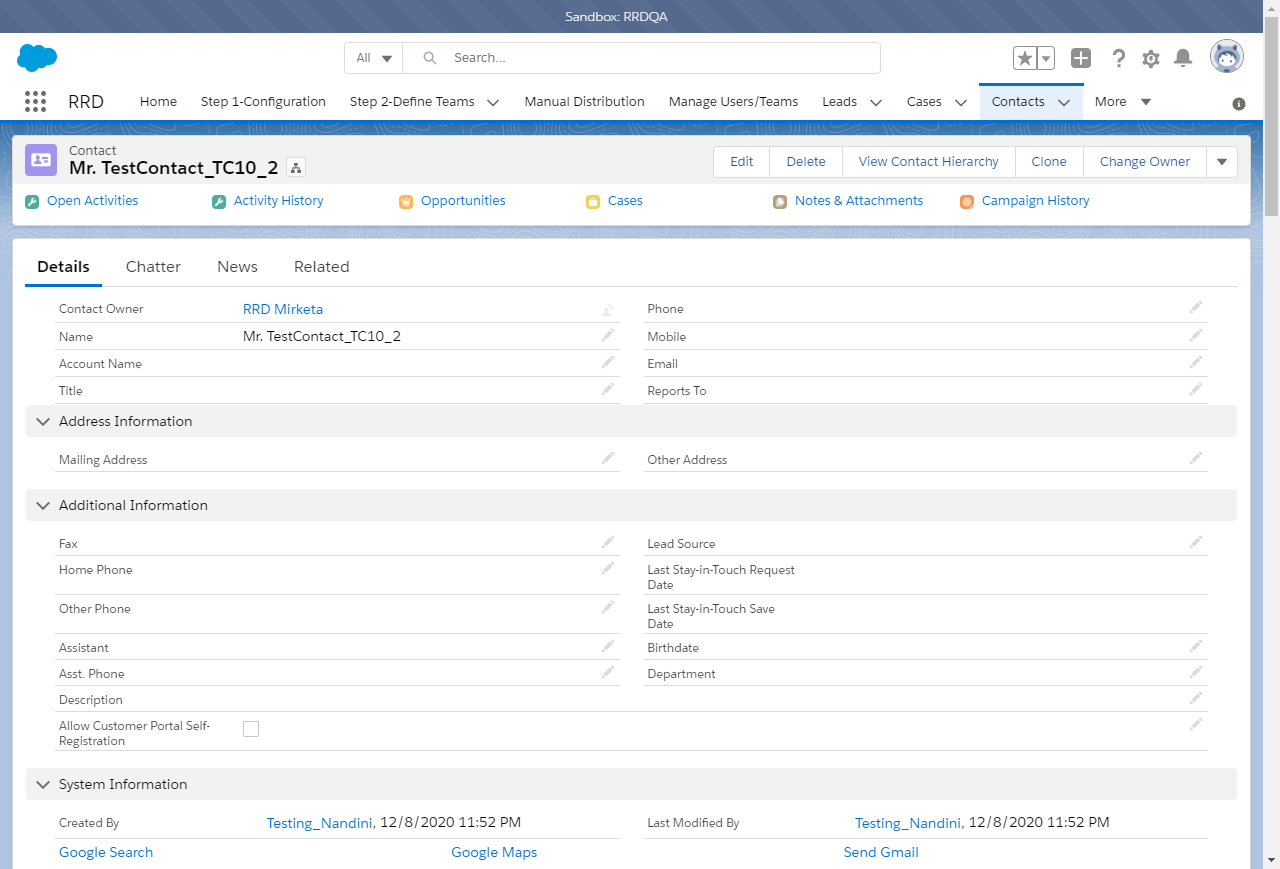 Sandbox: RRDQA
All Search...
RRD Home Step 1-Configuration Step 2-Define Teams Manual Distribution Manage Users/Teams Leads Cases Contacts More
Contact
Mr. TestContact_TC10_2
Edit Delete View Contact Hierarchy Clone Change Owner
Open Activities Activity History Opportunities Cases Notes & Attachments Campaign History
Details Chatter News Related
Contact Owner RRD Mirketa Phone
Name Mr. TestContact_TC10_2 Mobile
Account Name Email
Title Reports To
Address Information
Mailing Address Other Address
Additional Information
Fax Lead Source
Home Phone Last Stay-in-Touch Request
Date
Other Phone Last Stay-in-Touch Save
Date
Assistant Birthdate
Asst. Phone Department
Description
Allow Customer Portal Self-
Registration
System Information
Created By Testing_Nandini, 12/8/2020 11:52 PM Last Modified By Testing_Nandini, 12/8/2020 11:52 PM
Google Search Google Maps Send Gmail